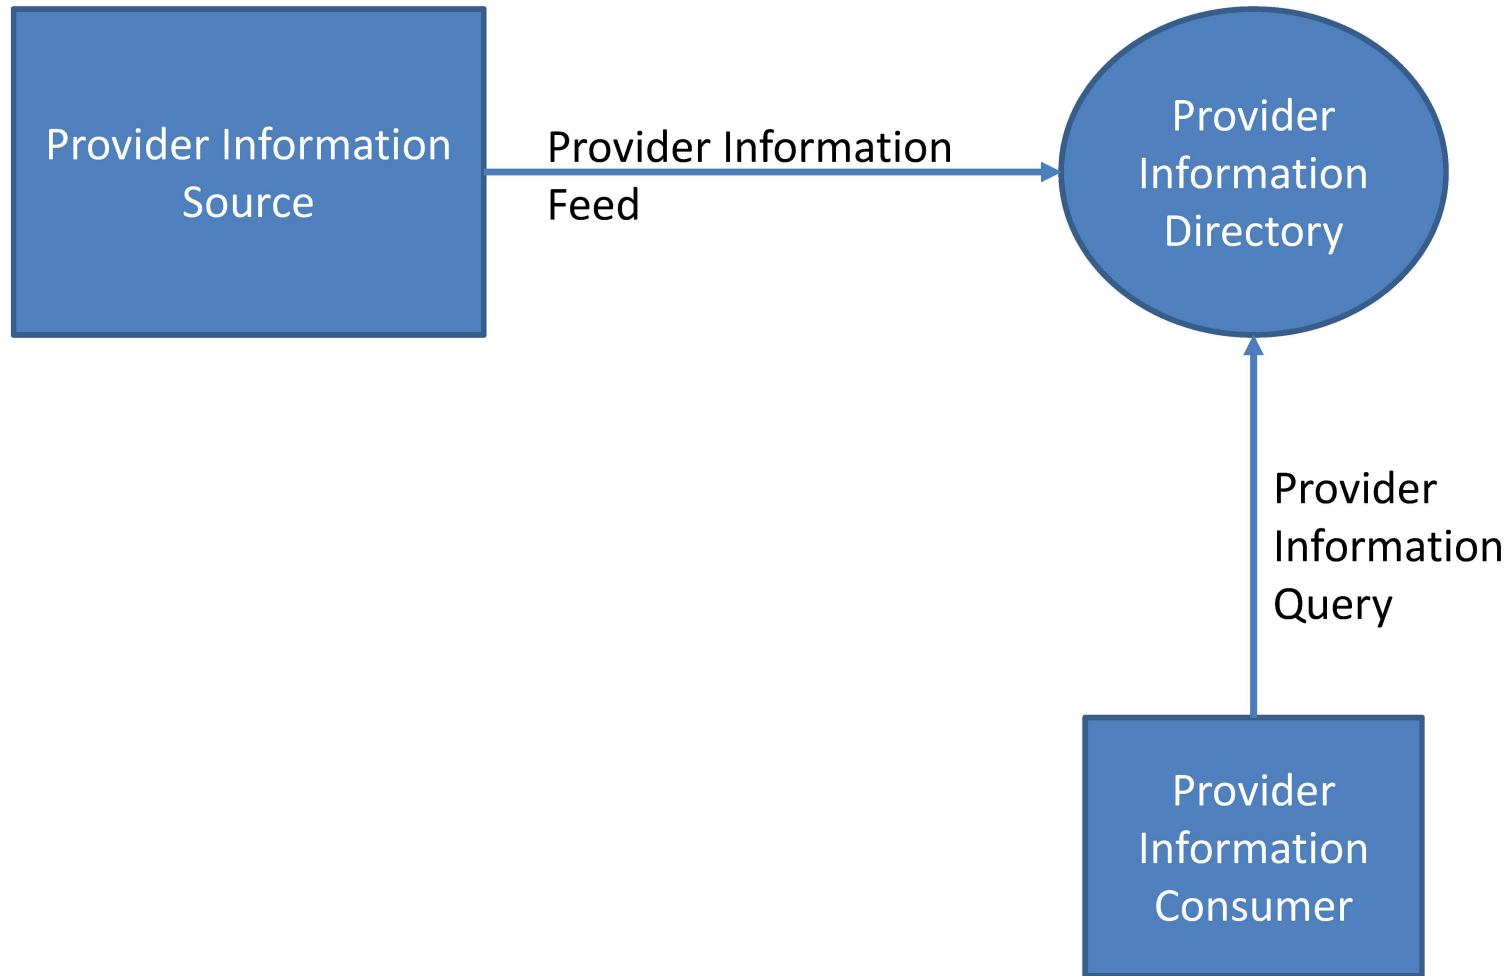 Provider Information
Source
Provider Information
Feed
Provider
Information
Directory
Provider
Information
Query
Provider
Information
Consumer